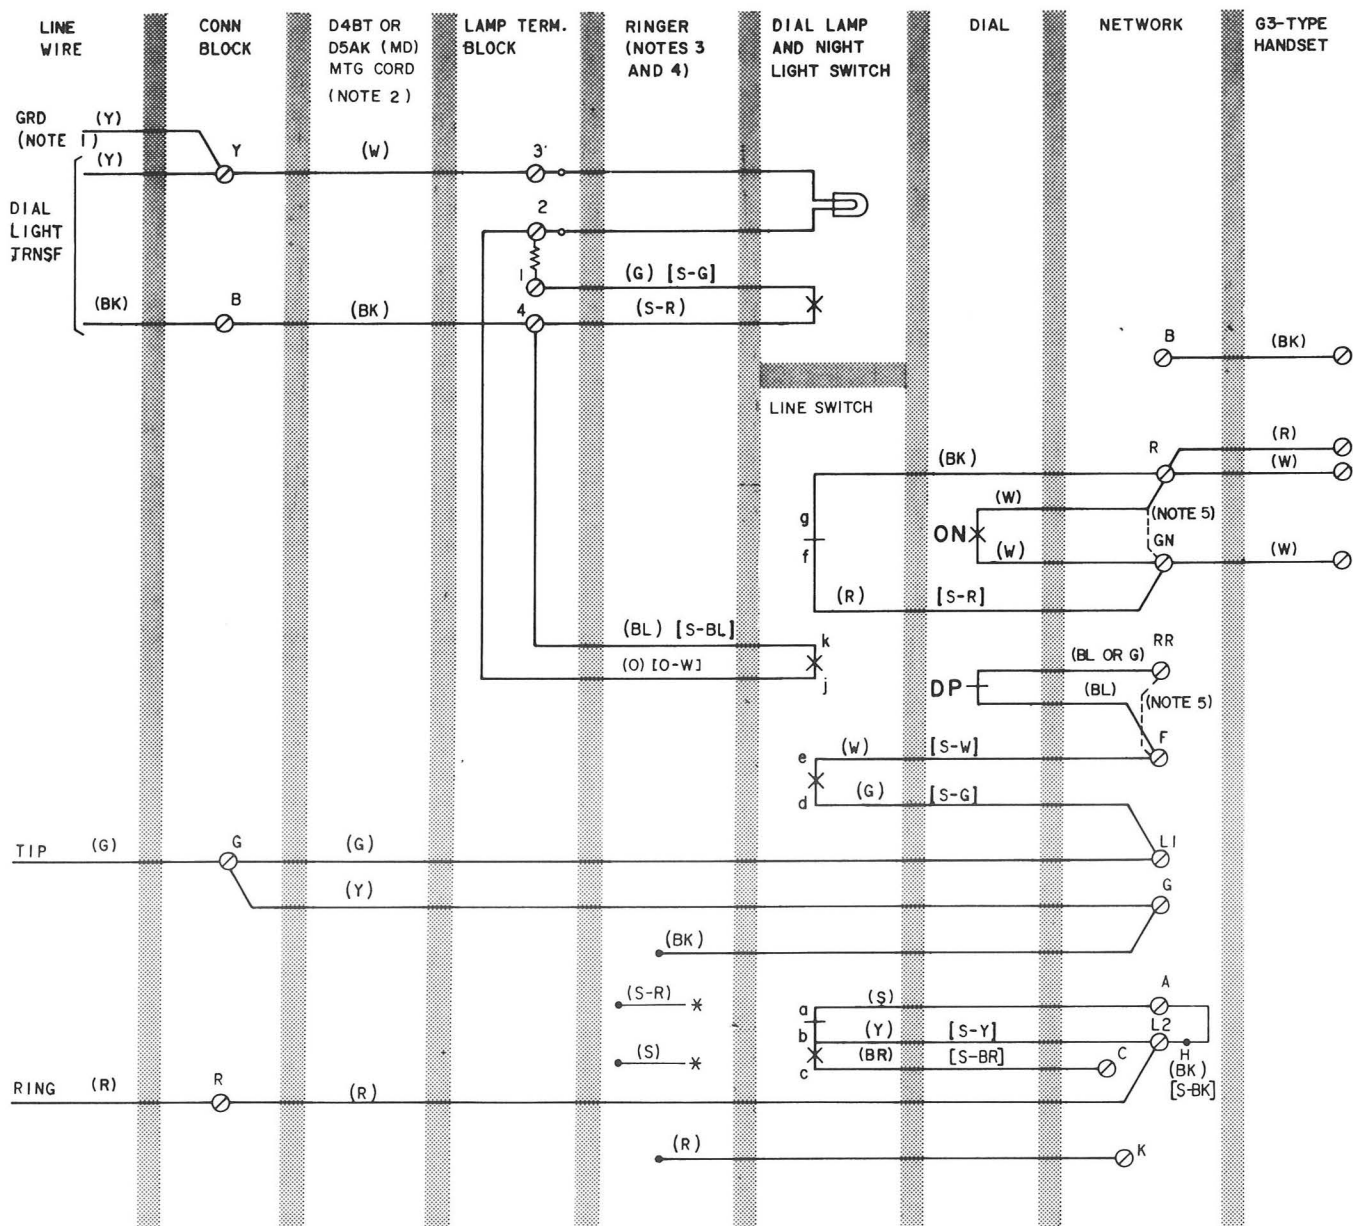 LINE WIRE
CONN BLOCK
D4BT OR D5AK (MD) MTG CORD (NOTE 2)
LAMP TERM. BLOCK
RINGER (NOTES 3 AND 4)
DIAL LAMP AND NIGHT LIGHT SWITCH
DIAL
NETWORK
G3-TYPE HANDSET
GRD (NOTE 1)
(Y)
(Y)
Y
(W)
3
DIAL LIGHT TRNSF
2
1
(G) [S-G]
(BK)
B
(BK)
4
(S-R)
B
(BK)
LINE SWITCH
(BK)
R
(R)
(W)
g
f
ON
(W)
(W)
(NOTE 5)
GN
(W)
(R)
[S-R]
(BL) [S-BL]
k
(O) [O-W]
j
DP
(BL OR G)
RR
(BL)
(NOTE 5)
F
e
(W)
[S-W]
d
(G)
[S-G]
TIP
(G)
G
(G)
L1
(Y)
G
(BK)
(S-R)
*
a
(S)
A
b
(Y)
[S-Y]
L2
(S)
*
c
(BR)
[S-BR]
C
H
(BK)
[S-BK]
RING
(R)
R
(R)
(R)
K